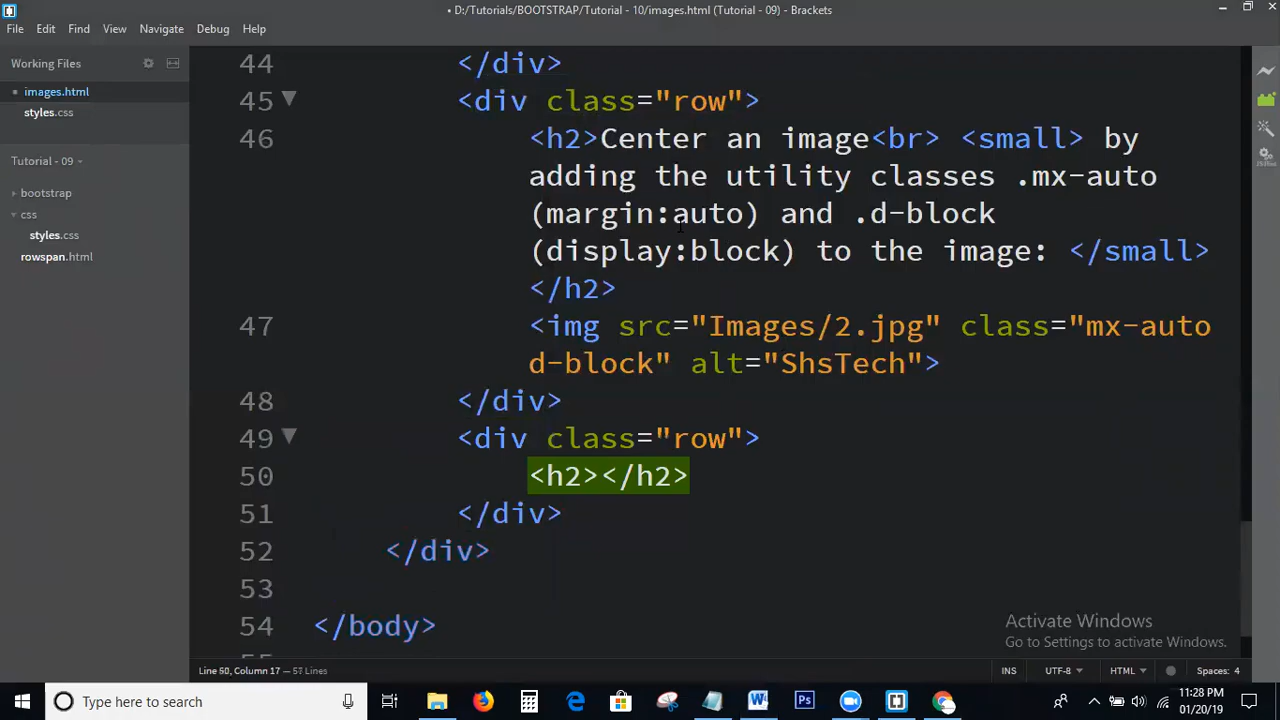 • D:/Tutorials/BOOTSTRAP/Tutorial - 10/images.html (Tutorial - 09) - Brackets
File Edit Find View Navigate Debug Help
Working Files
• images.html
styles.css
Tutorial - 09
bootstrap
css
styles.css
rowspan.html
44 </div>
45 <div class="row">
46 <h2>Center an image<br> <small> by
adding the utility classes .mx-auto
(margin:auto) and .d-block
(display:block) to the image: </small>
</h2>
47 <img src="Images/2.jpg" class="mx-auto
d-block" alt="ShsTech">
48 </div>
49 <div class="row">
50 <h2></h2>
51 </div>
52 </div>
53
54 </body>
Activate Windows
Go to Settings to activate Windows.
Line 50, Column 17 — 57 Lines
INS UTF-8 HTML Spaces: 4
Type here to search
11:28 PM
01/20/19